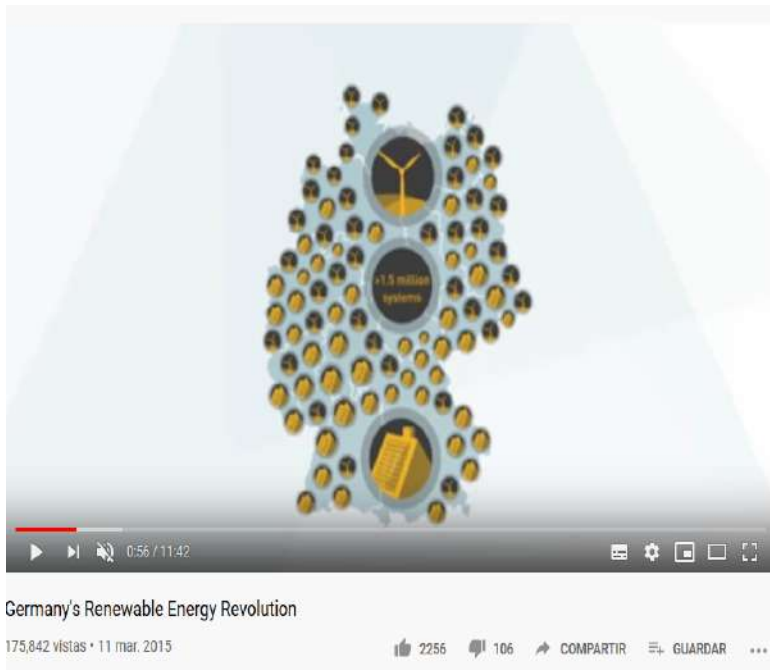 >1.5 million
systems
0:56 / 11:42
Germany's Renewable Energy Revolution
175,842 vistas • 11 mar. 2015
2256 106 COMPARTIR GUARDAR